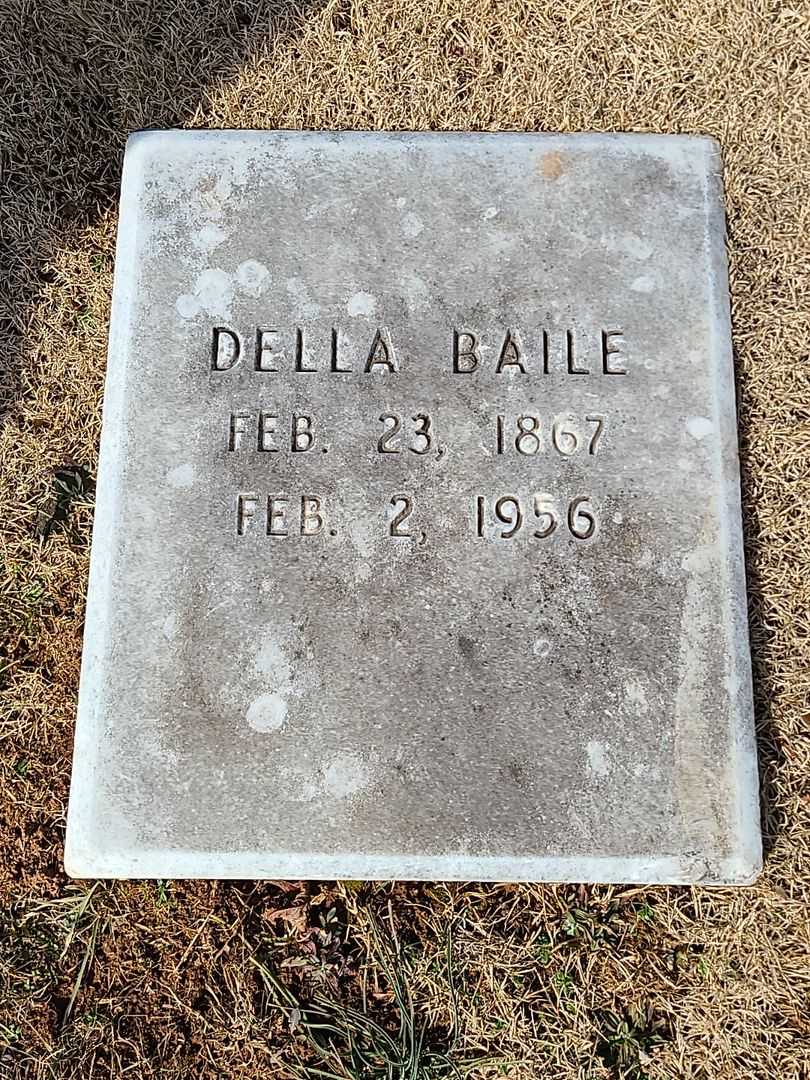 DELLA BAILE
FEB. 23, 1867
FEB. 2, 1956